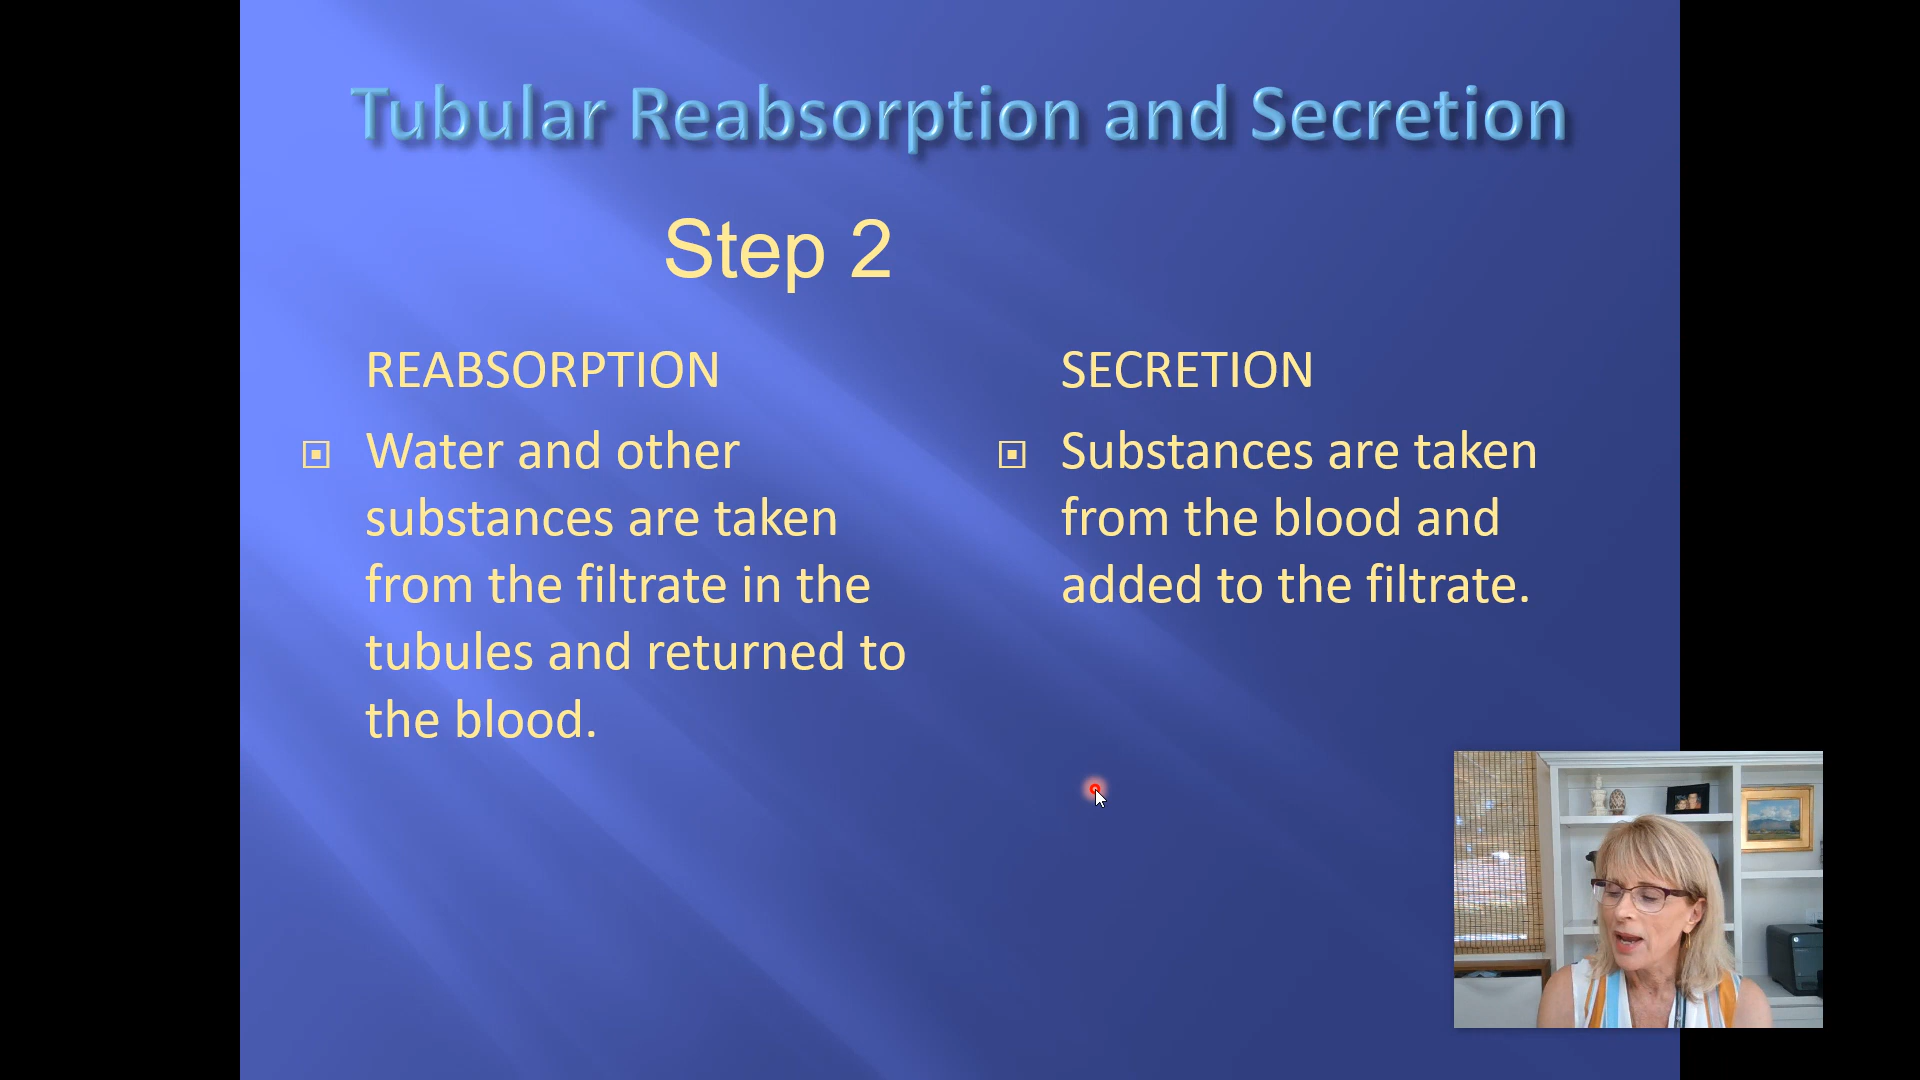 Tubular Reabsorption and Secretion
Step 2
REABSORPTION
Water and other
substances are taken
from the filtrate in the
tubules and returned to
the blood.
SECRETION
Substances are taken
from the blood and
added to the filtrate.